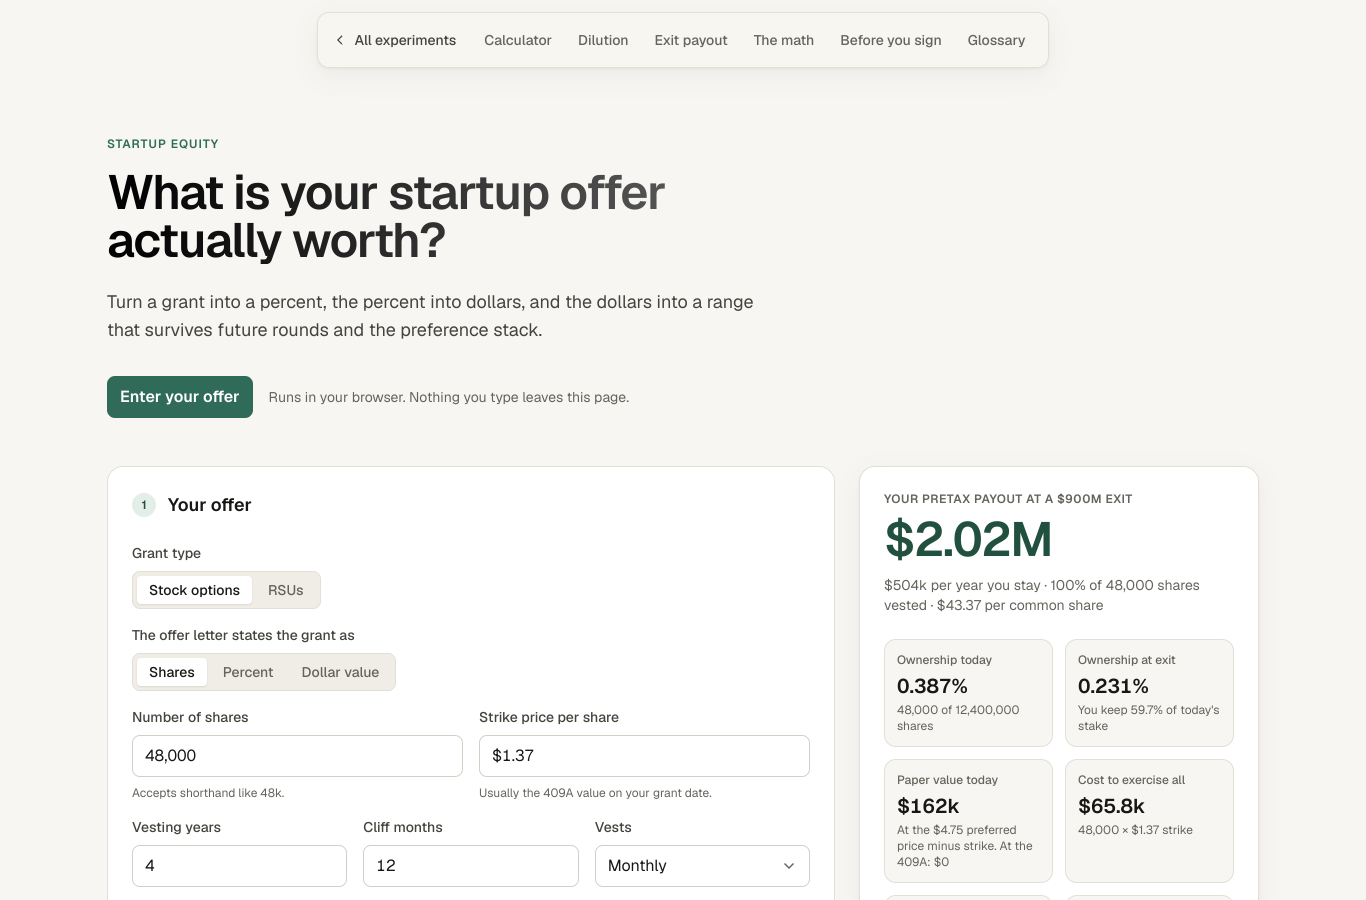 All experiments
Calculator
Dilution
Exit payout
The math
Before you sign
Glossary
STARTUP EQUITY
What is your startup offer
actually worth?
Turn a grant into a percent, the percent into dollars, and the dollars into a range
that survives future rounds and the preference stack.
Enter your offer
Runs in your browser. Nothing you type leaves this page.
1 Your offer
Grant type
Stock options
RSUs
The offer letter states the grant as
Shares
Percent
Dollar value
Number of shares
48,000
Accepts shorthand like 48k.
Strike price per share
$1.37
Usually the 409A value on your grant date.
Vesting years
4
Cliff months
12
Vests
Monthly
YOUR PRETAX PAYOUT AT A $900M EXIT
$2.02M
$504k per year you stay · 100% of 48,000 shares
vested · $43.37 per common share
Ownership today
0.387%
48,000 of 12,400,000
shares
Ownership at exit
0.231%
You keep 59.7% of today's
stake
Paper value today
$162k
At the $4.75 preferred
price minus strike. At the
409A: $0
Cost to exercise all
$65.8k
48,000 × $1.37 strike